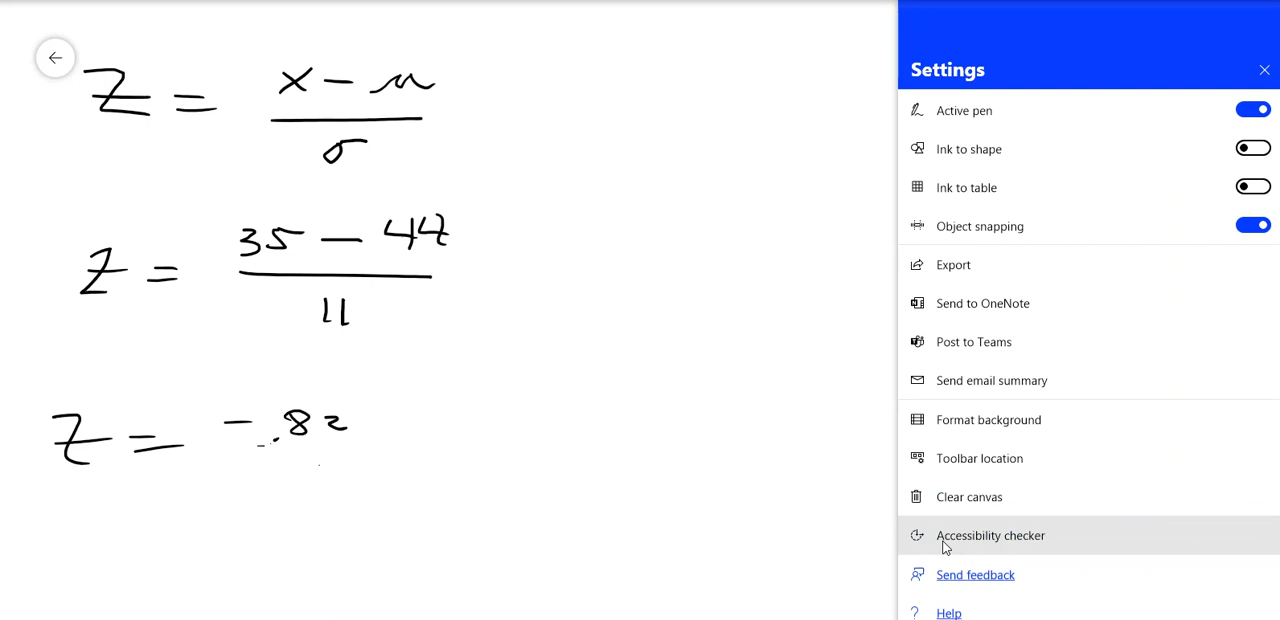 Z = x - μ / σ
Z = 35 - 44 / 11
Z = -.82
Settings
Active pen
Ink to shape
Ink to table
Object snapping
Export
Send to OneNote
Post to Teams
Send email summary
Format background
Toolbar location
Clear canvas
Accessibility checker
Send feedback
Help